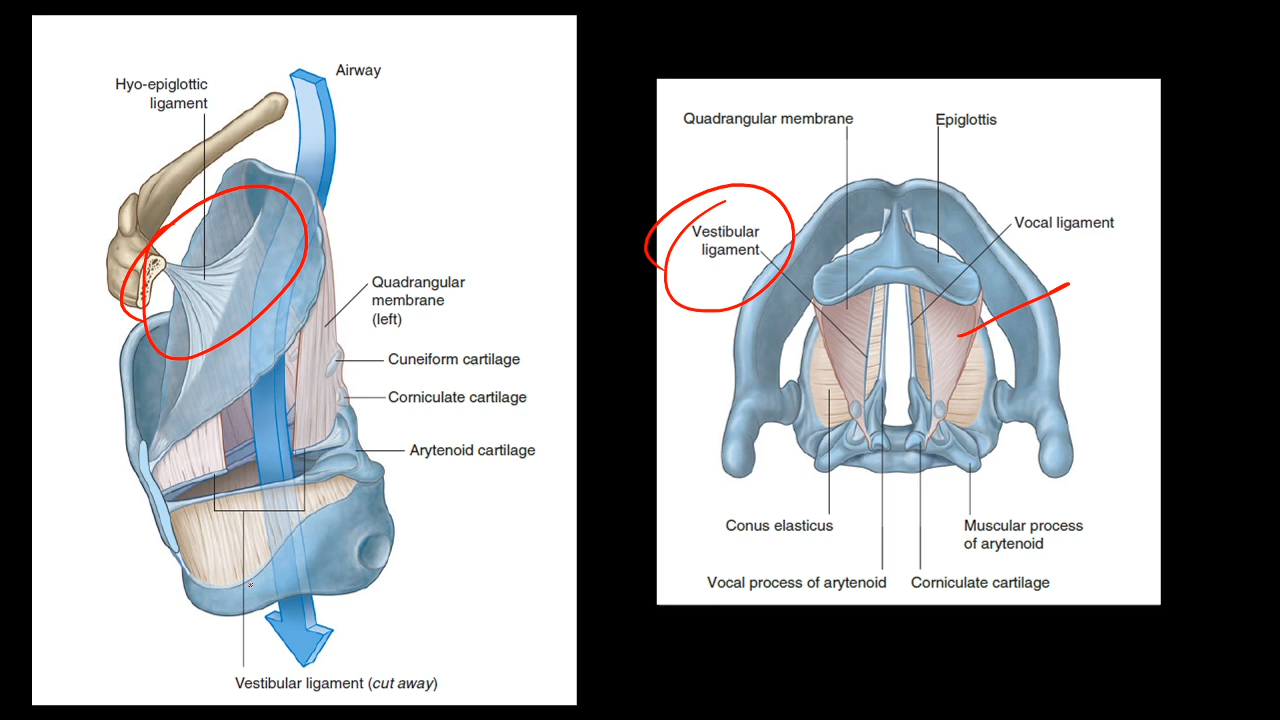 Airway
Hyo-epiglottic
ligament
Quadrangular
membrane
(left)
Cuneiform cartilage
Corniculate cartilage
Arytenoid cartilage
Vestibular ligament (cut away)
Quadrangular membrane
Epiglottis
Vestibular
ligament
Vocal ligament
Conus elasticus
Muscular process
of arytenoid
Vocal process of arytenoid
Corniculate cartilage